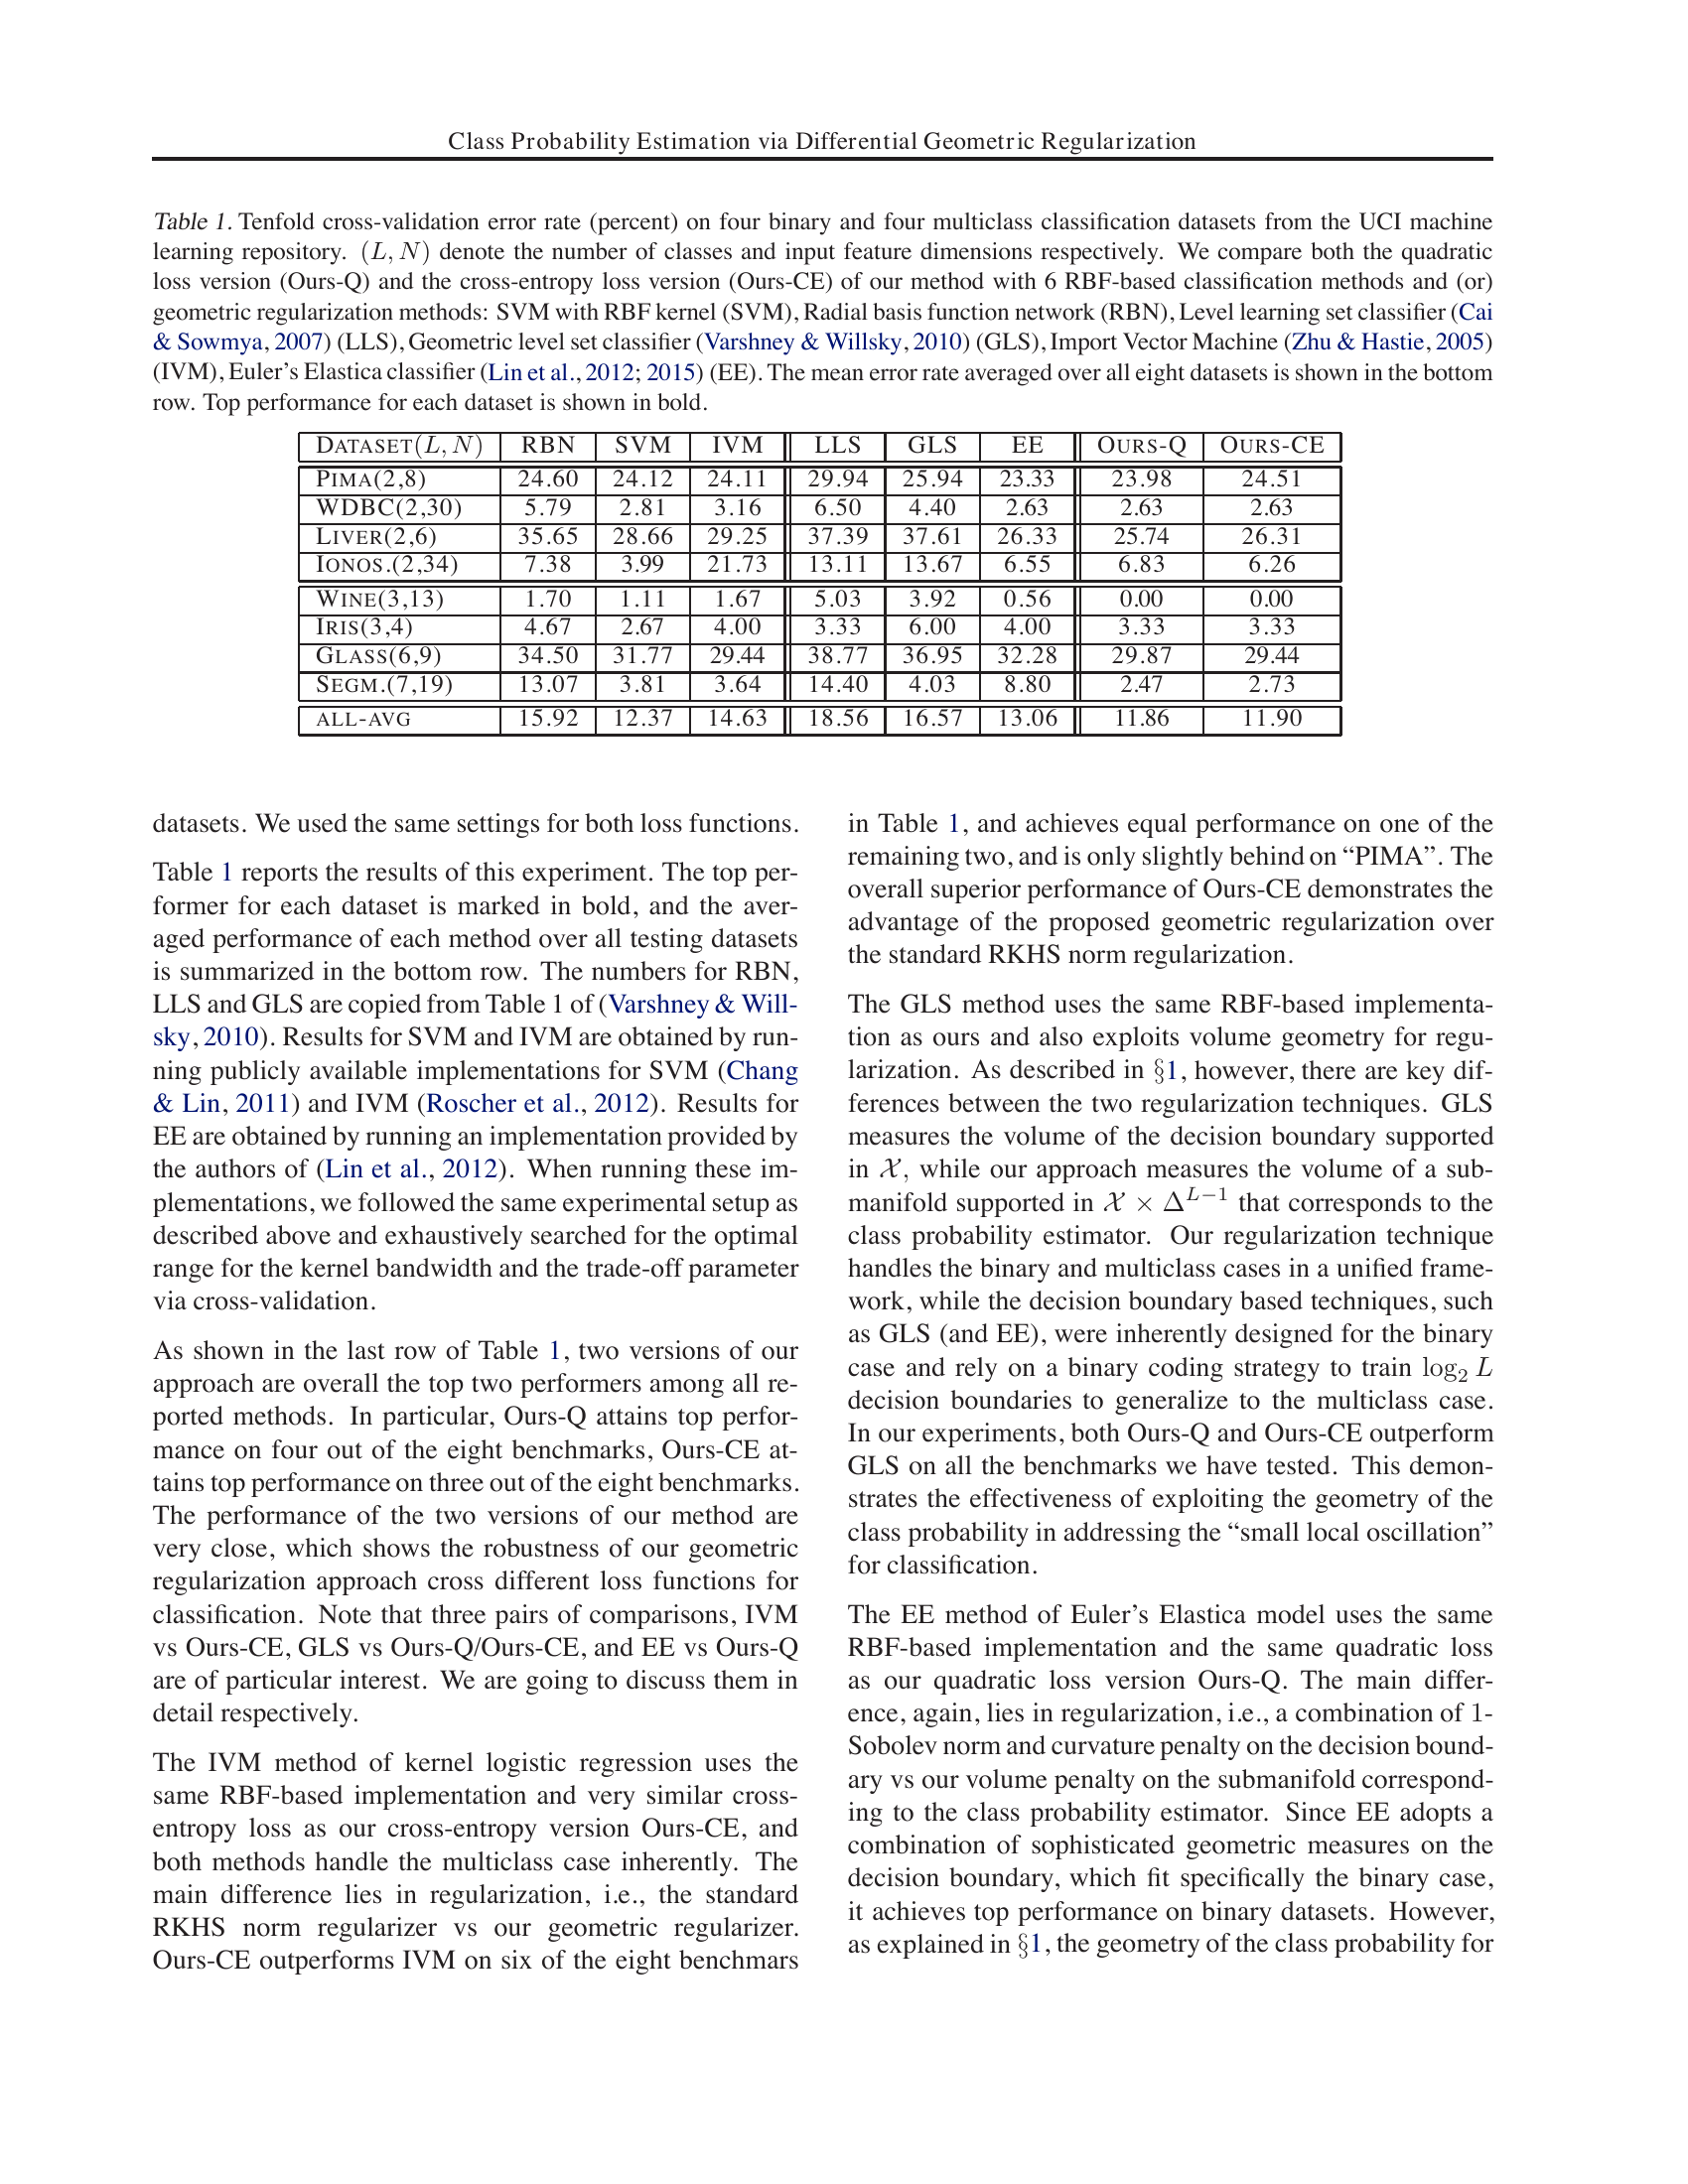 Class Probability Estimation via Differential Geometric Regularization
Table 1. Tenfold cross-validation error rate (percent) on four binary and four multiclass classification datasets from the UCI machine
learning repository. (L, N) denote the number of classes and input feature dimensions respectively. We compare both the quadratic
loss version (Ours-Q) and the cross-entropy loss version (Ours-CE) of our method with 6 RBF-based classification methods and (or)
geometric regularization methods: SVM with RBF kernel (SVM), Radial basis function network (RBN), Level learning set classifier (Cai
& Sowmya, 2007) (LLS), Geometric level set classifier (Varshney & Willsky, 2010) (GLS), Import Vector Machine (Zhu & Hastie, 2005)
(IVM), Euler's Elastica classifier (Lin et al., 2012; 2015) (EE). The mean error rate averaged over all eight datasets is shown in the bottom
row. Top performance for each dataset is shown in bold.
DATASET(L, N) RBN SVM IVM LLS GLS EE OURS-Q OURS-CE
PIMA(2,8) 24.60 24.12 24.11 29.94 25.94 23.33 23.98 24.51
WDBC(2,30) 5.79 2.81 3.16 6.50 4.40 2.63 2.63 2.63
LIVER(2,6) 35.65 28.66 29.25 37.39 37.61 26.33 25.74 26.31
IONOS.(2,34) 7.38 3.99 21.73 13.11 13.67 6.55 6.83 6.26
WINE(3,13) 1.70 1.11 1.67 5.03 3.92 0.56 0.00 0.00
IRIS(3,4) 4.67 2.67 4.00 3.33 6.00 4.00 3.33 3.33
GLASS(6,9) 34.50 31.77 29.44 38.77 36.95 32.28 29.87 29.44
SEGM.(7,19) 13.07 3.81 3.64 14.40 4.03 8.80 2.47 2.73
ALL-AVG 15.92 12.37 14.63 18.56 16.57 13.06 11.86 11.90
datasets. We used the same settings for both loss functions.
Table 1 reports the results of this experiment. The top per-
former for each dataset is marked in bold, and the aver-
aged performance of each method over all testing datasets
is summarized in the bottom row. The numbers for RBN,
LLS and GLS are copied from Table 1 of (Varshney & Will-
sky, 2010). Results for SVM and IVM are obtained by run-
ning publicly available implementations for SVM (Chang
& Lin, 2011) and IVM (Roscher et al., 2012). Results for
EE are obtained by running an implementation provided by
the authors of (Lin et al., 2012). When running these im-
plementations, we followed the same experimental setup as
described above and exhaustively searched for the optimal
range for the kernel bandwidth and the trade-off parameter
via cross-validation.
As shown in the last row of Table 1, two versions of our
approach are overall the top two performers among all re-
ported methods. In particular, Ours-Q attains top perfor-
mance on four out of the eight benchmarks, Ours-CE at-
tains top performance on three out of the eight benchmarks.
The performance of the two versions of our method are
very close, which shows the robustness of our geometric
regularization approach cross different loss functions for
classification. Note that three pairs of comparisons, IVM
vs Ours-CE, GLS vs Ours-Q/Ours-CE, and EE vs Ours-Q
are of particular interest. We are going to discuss them in
detail respectively.
The IVM method of kernel logistic regression uses the
same RBF-based implementation and very similar cross-
entropy loss as our cross-entropy version Ours-CE, and
both methods handle the multiclass case inherently. The
main difference lies in regularization, i.e., the standard
RKHS norm regularizer vs our geometric regularizer.
Ours-CE outperforms IVM on six of the eight benchmars
in Table 1, and achieves equal performance on one of the
remaining two, and is only slightly behind on “PIMA”. The
overall superior performance of Ours-CE demonstrates the
advantage of the proposed geometric regularization over
the standard RKHS norm regularization.
The GLS method uses the same RBF-based implementa-
tion as ours and also exploits volume geometry for regu-
larization. As described in §1, however, there are key dif-
ferences between the two regularization techniques. GLS
measures the volume of the decision boundary supported
in 𝒳, while our approach measures the volume of a sub-
manifold supported in 𝒳 × Δ^{L−1} that corresponds to the
class probability estimator. Our regularization technique
handles the binary and multiclass cases in a unified frame-
work, while the decision boundary based techniques, such
as GLS (and EE), were inherently designed for the binary
case and rely on a binary coding strategy to train log₂ L
decision boundaries to generalize to the multiclass case.
In our experiments, both Ours-Q and Ours-CE outperform
GLS on all the benchmarks we have tested. This demon-
strates the effectiveness of exploiting the geometry of the
class probability in addressing the “small local oscillation”
for classification.
The EE method of Euler's Elastica model uses the same
RBF-based implementation and the same quadratic loss
as our quadratic loss version Ours-Q. The main differ-
ence, again, lies in regularization, i.e., a combination of 1-
Sobolev norm and curvature penalty on the decision bound-
ary vs our volume penalty on the submanifold correspond-
ing to the class probability estimator. Since EE adopts a
combination of sophisticated geometric measures on the
decision boundary, which fit specifically the binary case,
it achieves top performance on binary datasets. However,
as explained in §1, the geometry of the class probability for